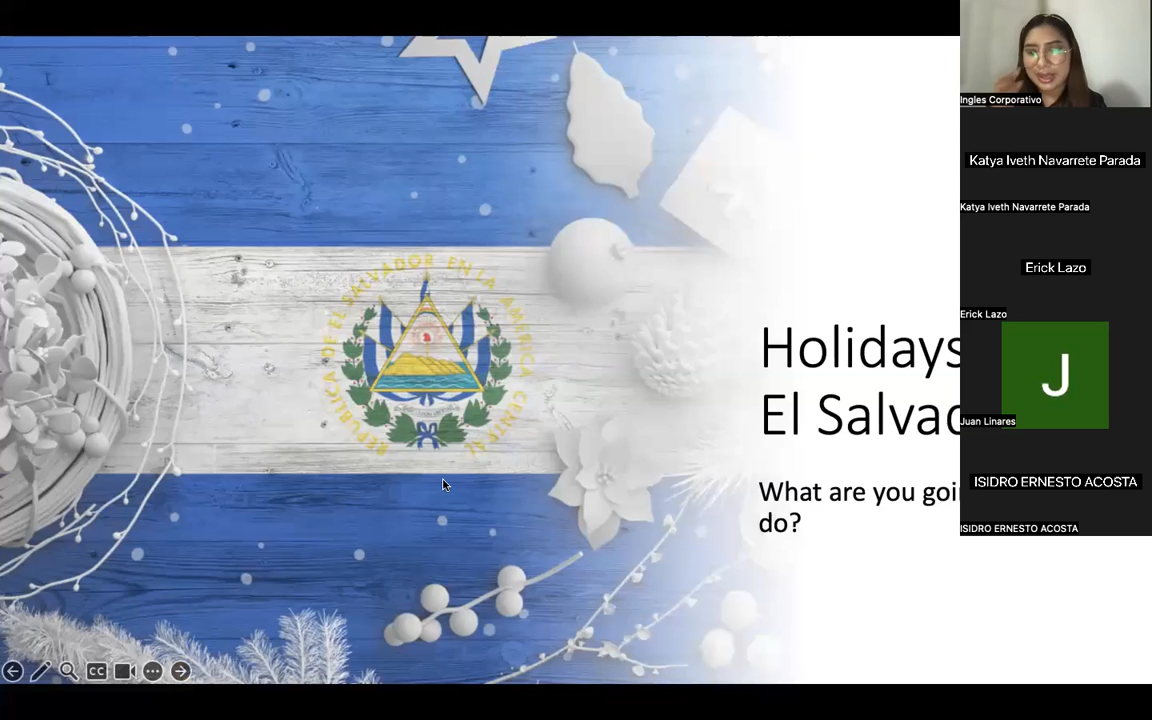 REPUBLICA DE EL SALVADOR EN LA AMERICA CENTRAL
Holidays
El Salvad
What are you goi
do?
CC
Ingles Corporativo
Katya Iveth Navarrete Parada
Katya Iveth Navarrete Parada
Erick Lazo
Erick Lazo
J
Juan Linares
ISIDRO ERNESTO ACOSTA
ISIDRO ERNESTO ACOSTA